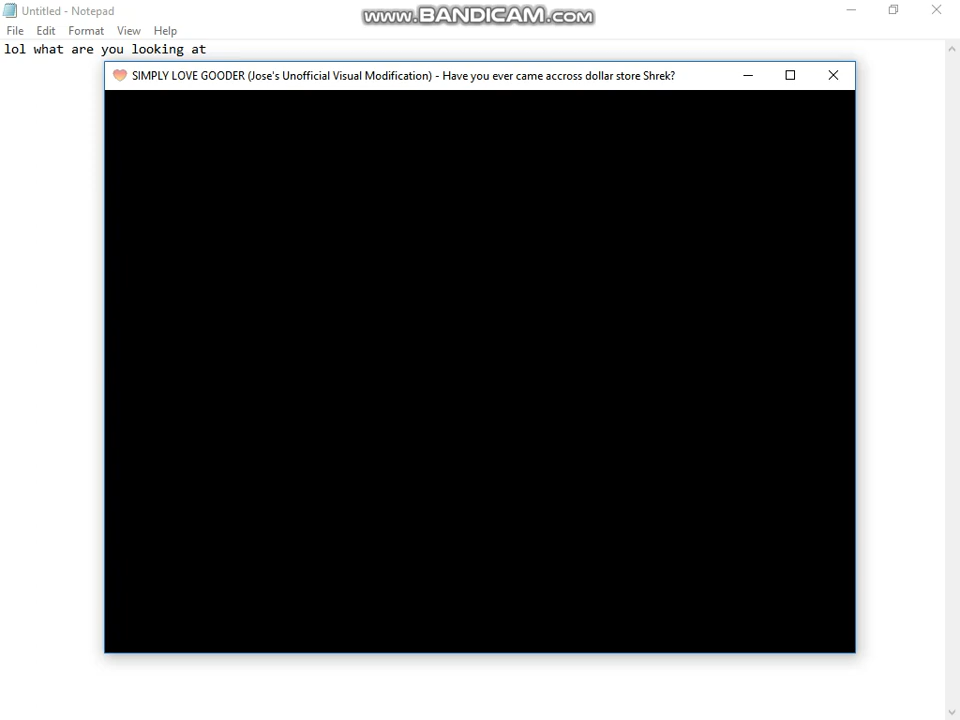 Untitled - Notepad
www.BANDICAM.com
File Edit Format View Help
lol what are you looking at
SIMPLY LOVE GOODER (Jose's Unofficial Visual Modification) - Have you ever came accross dollar store Shrek?